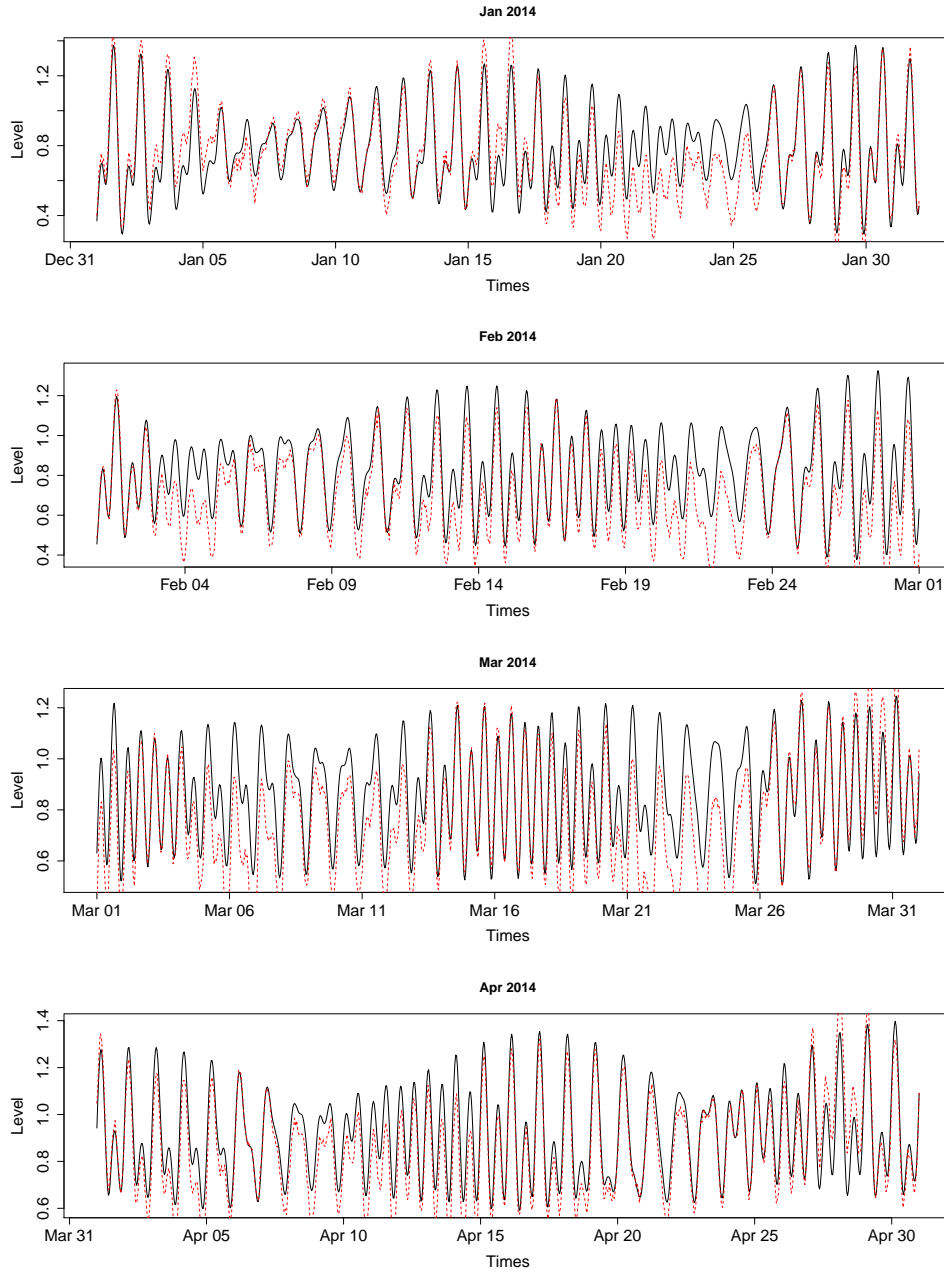 Jan 2014
Level
0.4 0.8 1.2
Dec 31 Jan 05 Jan 10 Jan 15 Jan 20 Jan 25 Jan 30
Times
Feb 2014
Level
0.4 0.6 0.8 1.0 1.2
Feb 04 Feb 09 Feb 14 Feb 19 Feb 24 Mar 01
Times
Mar 2014
Level
0.6 0.8 1.0 1.2
Mar 01 Mar 06 Mar 11 Mar 16 Mar 21 Mar 26 Mar 31
Times
Apr 2014
Level
0.6 0.8 1.0 1.2 1.4
Mar 31 Apr 05 Apr 10 Apr 15 Apr 20 Apr 25 Apr 30
Times